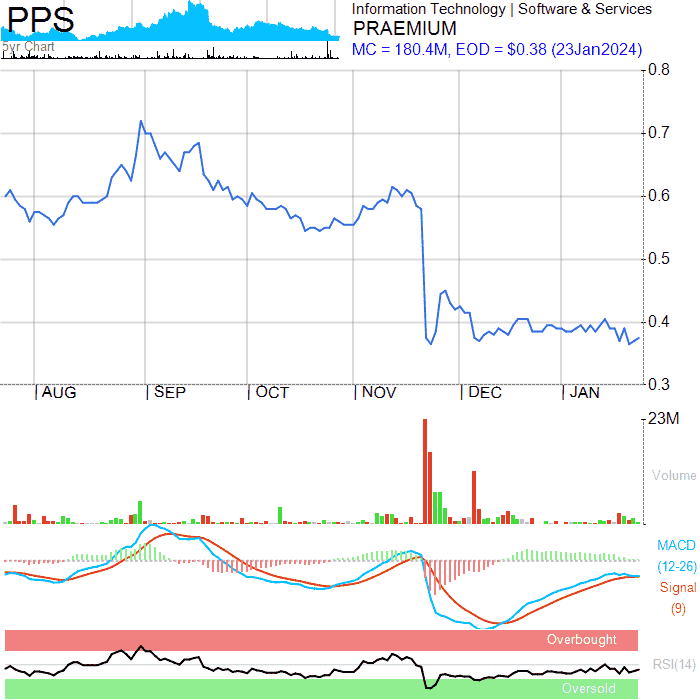 PPS
5yr Chart
Information Technology | Software & Services
PRAEMIUM
MC = 180.4M, EOD = $0.38 (23Jan2024)
0.8
0.7
0.6
0.5
0.4
0.3
AUG SEP OCT NOV DEC JAN
23M
Volume
MACD
(12-26)
Signal
(9)
Overbought
RSI(14)
Oversold